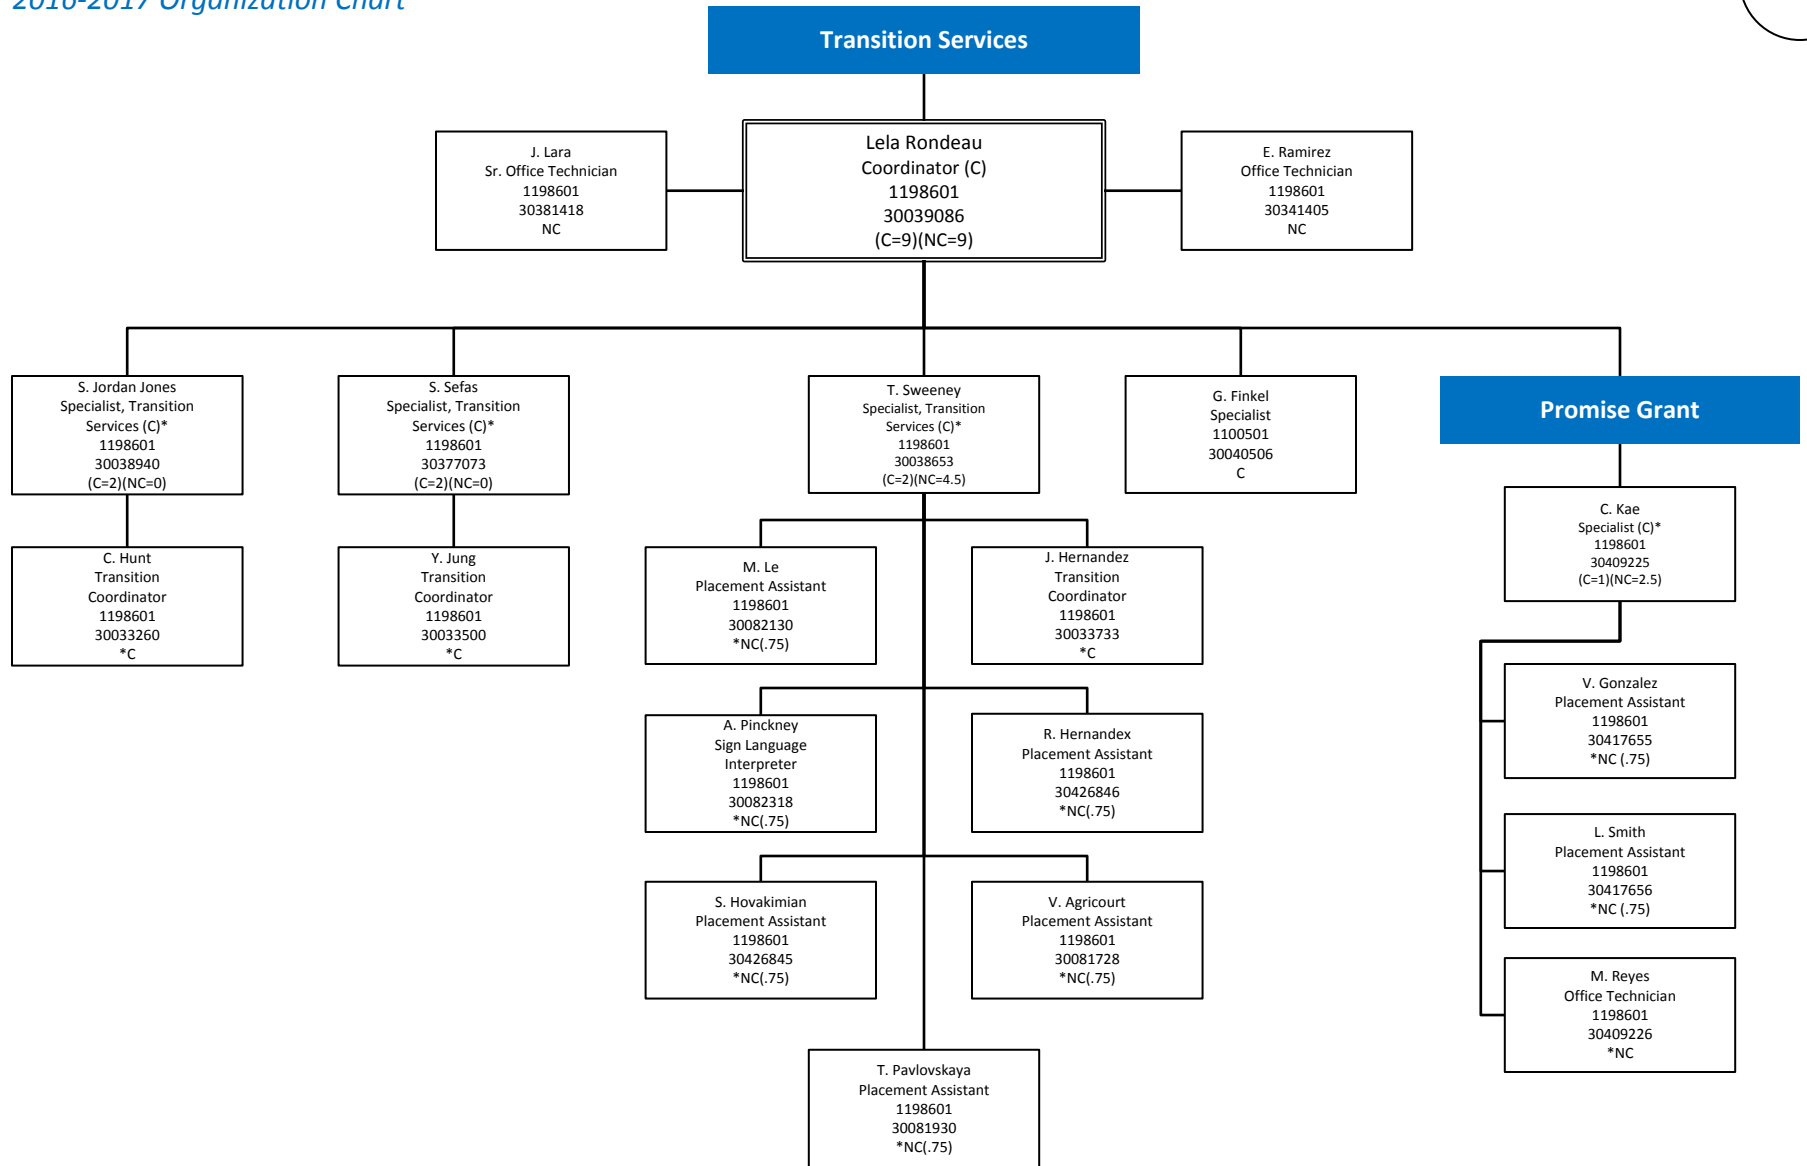 2016-2017 Organization Chart
Transition Services
J. Lara
Sr. Office Technician
1198601
30381418
NC
Lela Rondeau
Coordinator (C)
1198601
30039086
(C=9)(NC=9)
E. Ramirez
Office Technician
1198601
30341405
NC
S. Jordan Jones
Specialist, Transition
Services (C)*
1198601
30038940
(C=2)(NC=0)
S. Sefas
Specialist, Transition
Services (C)*
1198601
30377073
(C=2)(NC=0)
T. Sweeney
Specialist, Transition
Services (C)*
1198601
30038653
(C=2)(NC=4.5)
G. Finkel
Specialist
1100501
30040506
C
Promise Grant
C. Kae
Specialist (C)*
1198601
30409225
(C=1)(NC=2.5)
C. Hunt
Transition
Coordinator
1198601
30033260
*C
Y. Jung
Transition
Coordinator
1198601
30033500
*C
M. Le
Placement Assistant
1198601
30082130
*NC(.75)
J. Hernandez
Transition
Coordinator
1198601
30033733
*C
V. Gonzalez
Placement Assistant
1198601
30417655
*NC (.75)
A. Pinckney
Sign Language
Interpreter
1198601
30082318
*NC(.75)
R. Hernandex
Placement Assistant
1198601
30426846
*NC(.75)
L. Smith
Placement Assistant
1198601
30417656
*NC (.75)
S. Hovakimian
Placement Assistant
1198601
30426845
*NC(.75)
V. Agricourt
Placement Assistant
1198601
30081728
*NC(.75)
M. Reyes
Office Technician
1198601
30409226
*NC
T. Pavlovskaya
Placement Assistant
1198601
30081930
*NC(.75)